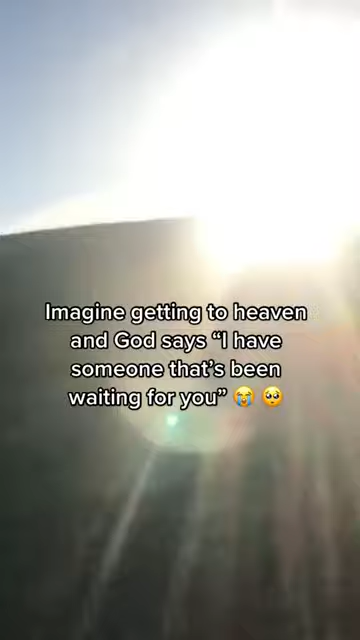 Imagine getting to heaven
and God says “I have
someone that’s been
waiting for you” 😭 🥺